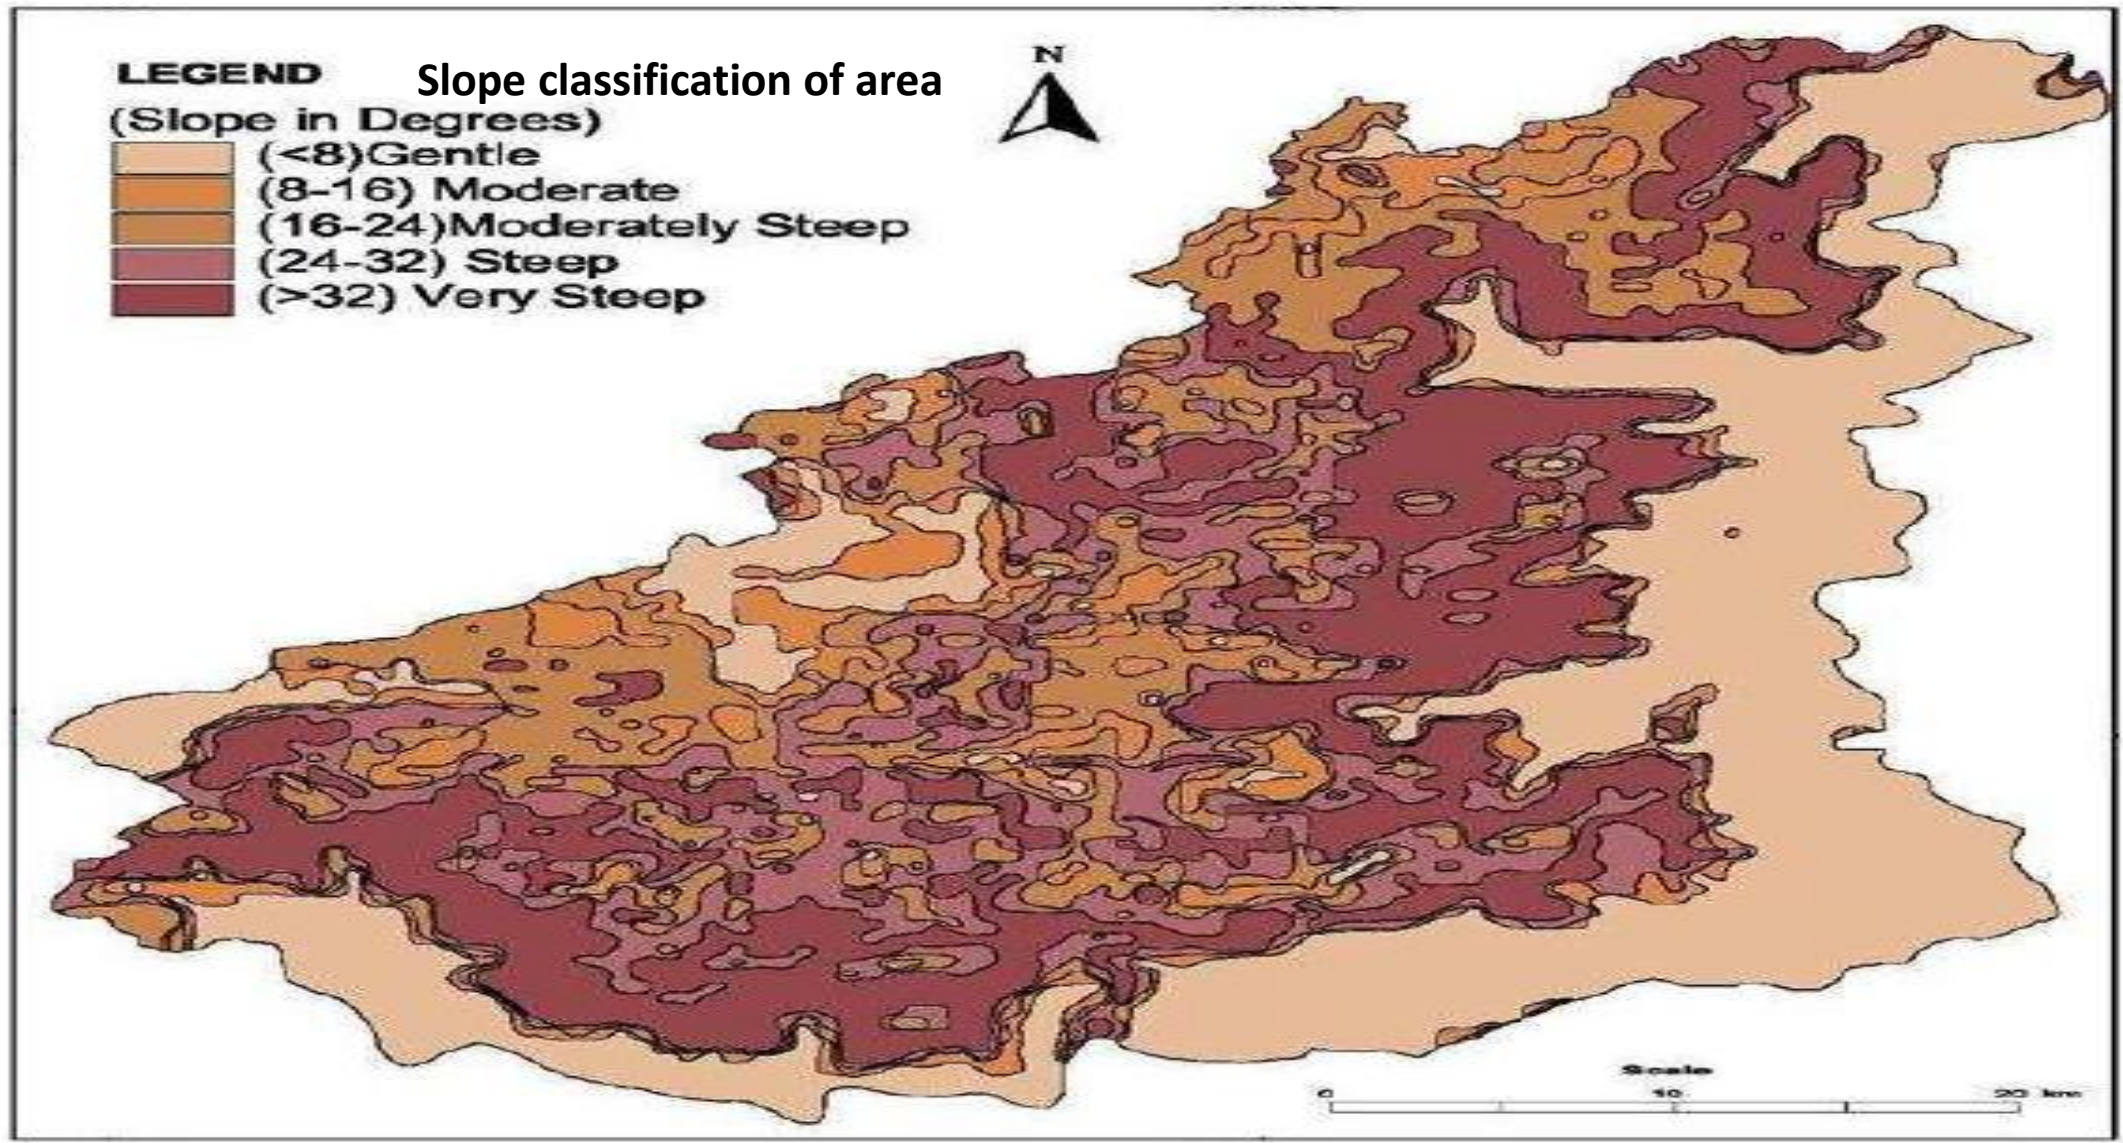 LEGEND
Slope classification of area
N
(Slope in Degrees)
(<8)Gentle
(8-16) Moderate
(16-24)Moderately Steep
(24-32) Steep
(>32) Very Steep
Scale
0 10 20 km